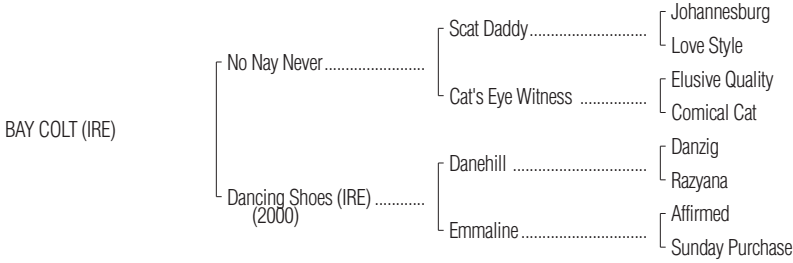 Johannesburg
Scat Daddy..............................
Love Style
No Nay Never.........................
Elusive Quality
Cat's Eye Witness .................
Comical Cat
BAY COLT (IRE)
Danzig
Danehill ..................................
Razyana
Dancing Shoes (IRE) ............
(2000)
Affirmed
Emmaline................................
Sunday Purchase